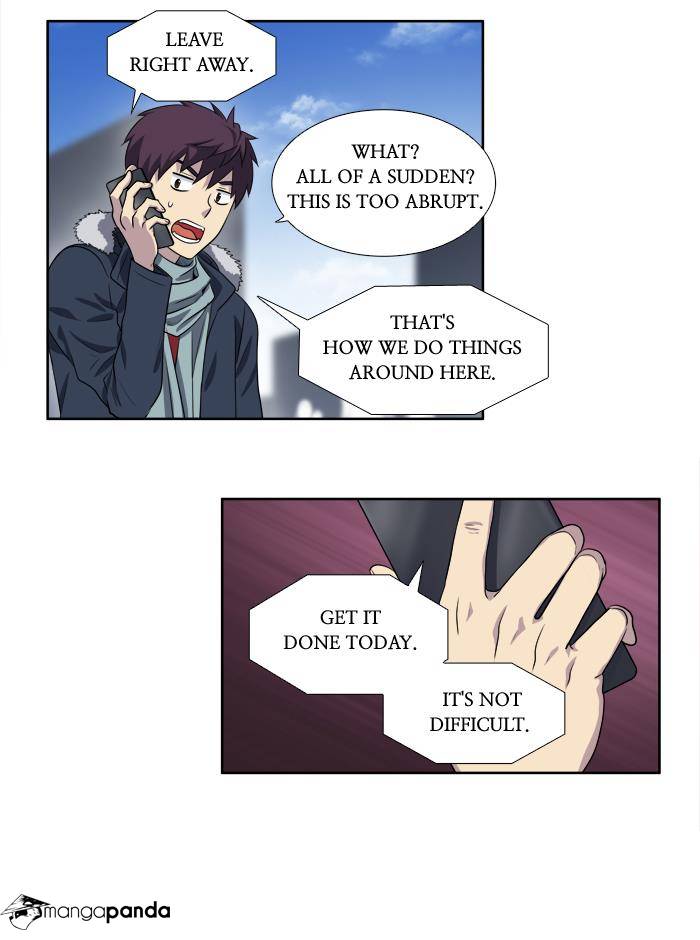 LEAVE
RIGHT AWAY.
WHAT?
ALL OF A SUDDEN?
THIS IS TOO ABRUPT.
THAT'S
HOW WE DO THINGS
AROUND HERE.
GET IT
DONE TODAY.
IT'S NOT
DIFFICULT.
mangapanda